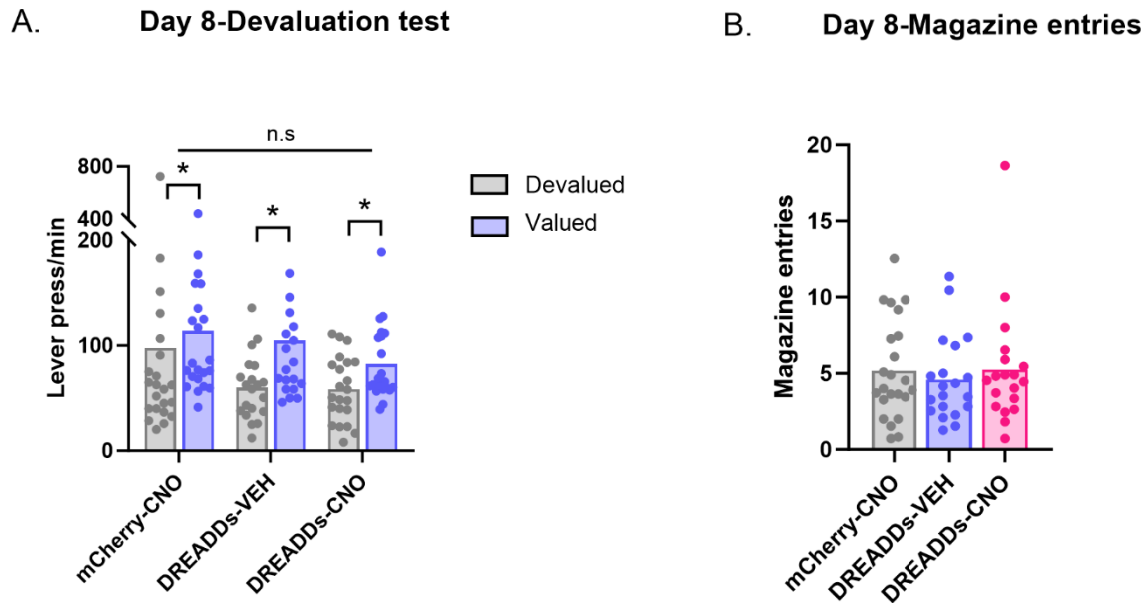 A.
Day 8-Devaluation test
n.s
800
400
200
100
0
*
*
*
Lever press/min
mCherry-CNO
DREADDs-VEH
DREADDs-CNO
Devalued
Valued
B.
Day 8-Magazine entries
20
15
10
5
0
Magazine entries
mCherry-CNO
DREADDs-VEH
DREADDs-CNO